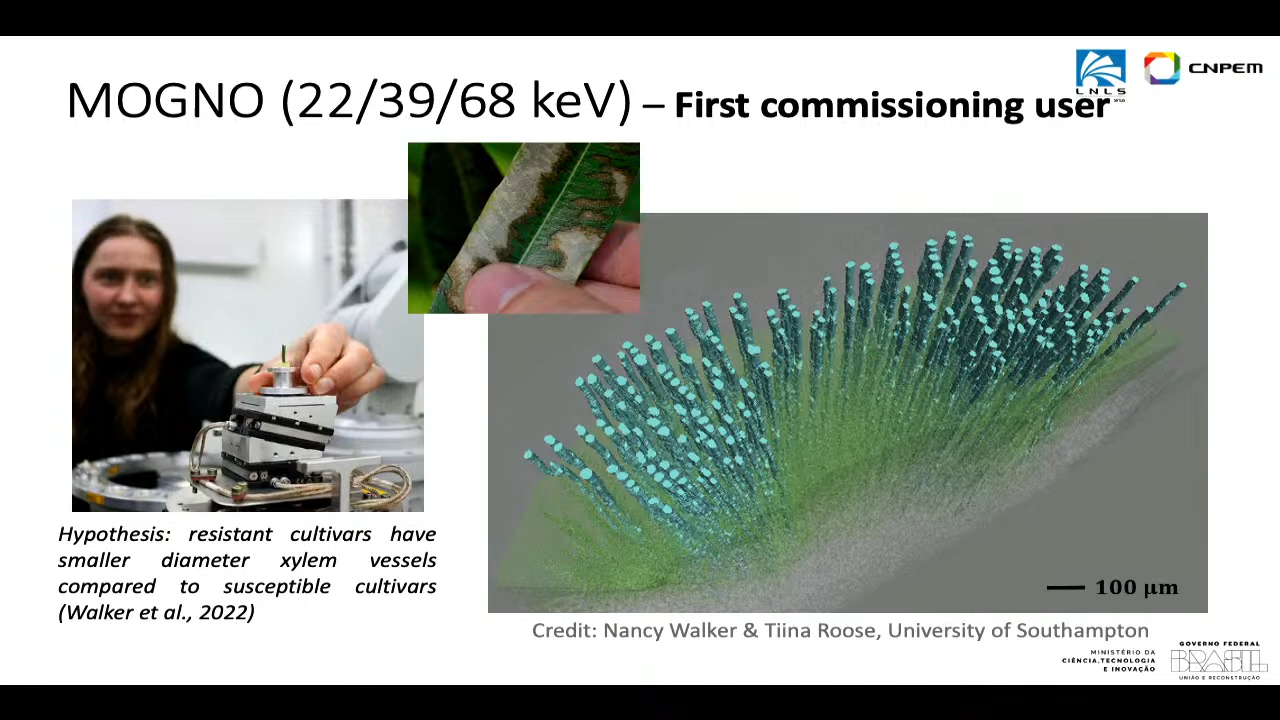 LNLS
sirius
CNPEM
MOGNO (22/39/68 keV) – First commissioning user
Hypothesis: resistant cultivars have
smaller diameter xylem vessels
compared to susceptible cultivars
(Walker et al., 2022)
100 µm
Credit: Nancy Walker & Tiina Roose, University of Southampton
MINISTÉRIO DA
CIÊNCIA, TECNOLOGIA
E INOVAÇÃO
GOVERNO FEDERAL
BRASIL
UNIÃO E RECONSTRUÇÃO